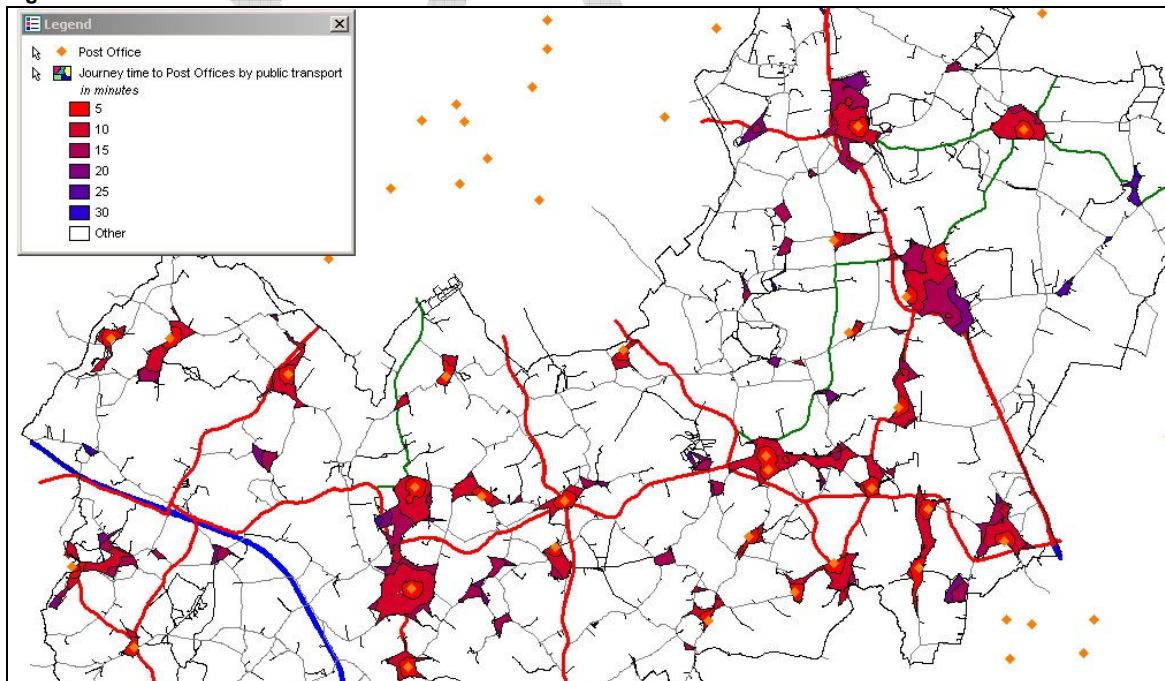 Legend
Post Office
Journey time to Post Offices by public transport
in minutes
5
10
15
20
25
30
Other